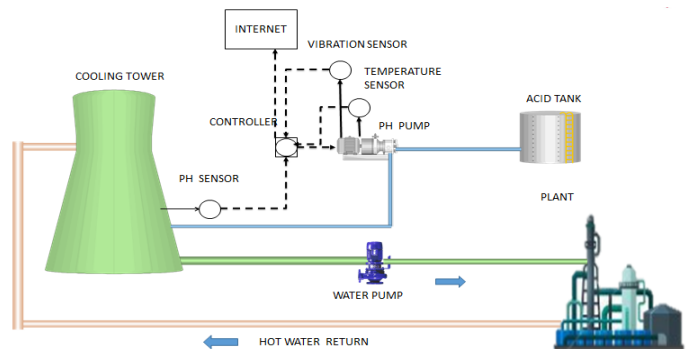 INTERNET
VIBRATION SENSOR
COOLING TOWER
TEMPERATURE
SENSOR
ACID TANK
CONTROLLER
PH PUMP
PH SENSOR
PLANT
WATER PUMP
HOT WATER RETURN